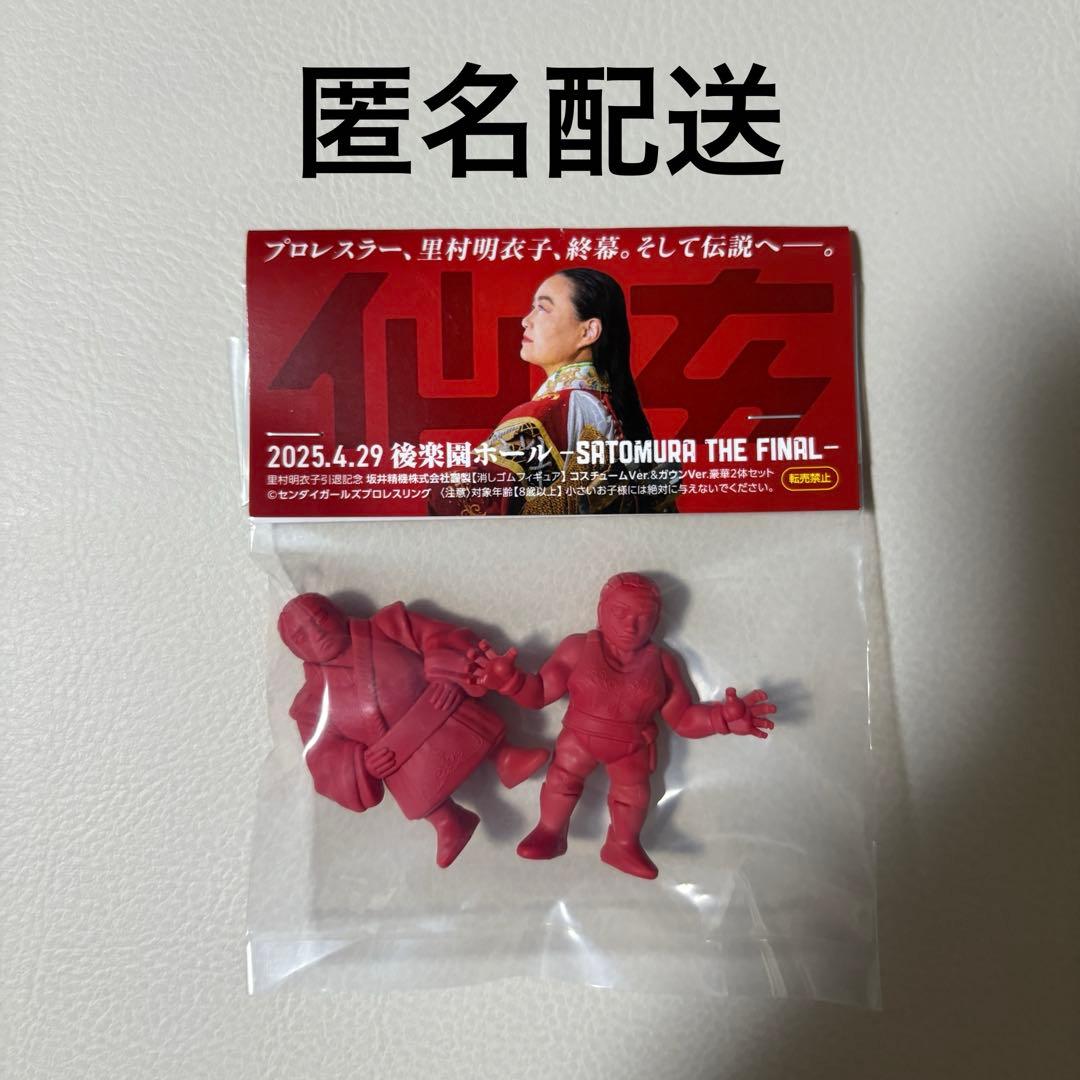 匿名配送
プロレスラー、里村明衣子、終幕。そして伝説へ──。
仙女
2025.4.29 後楽園ホール -SATOMURA THE FINAL-
里村明衣子引退記念 坂井精機株式会社謹製【消しゴムフィギュア】コスチュームVer.&ガウンVer.豪華2体セット
転売禁止
©センダイガールズプロレスリング 〈注意〉対象年齢【8歳以上】小さいお子様には絶対に与えないでください。